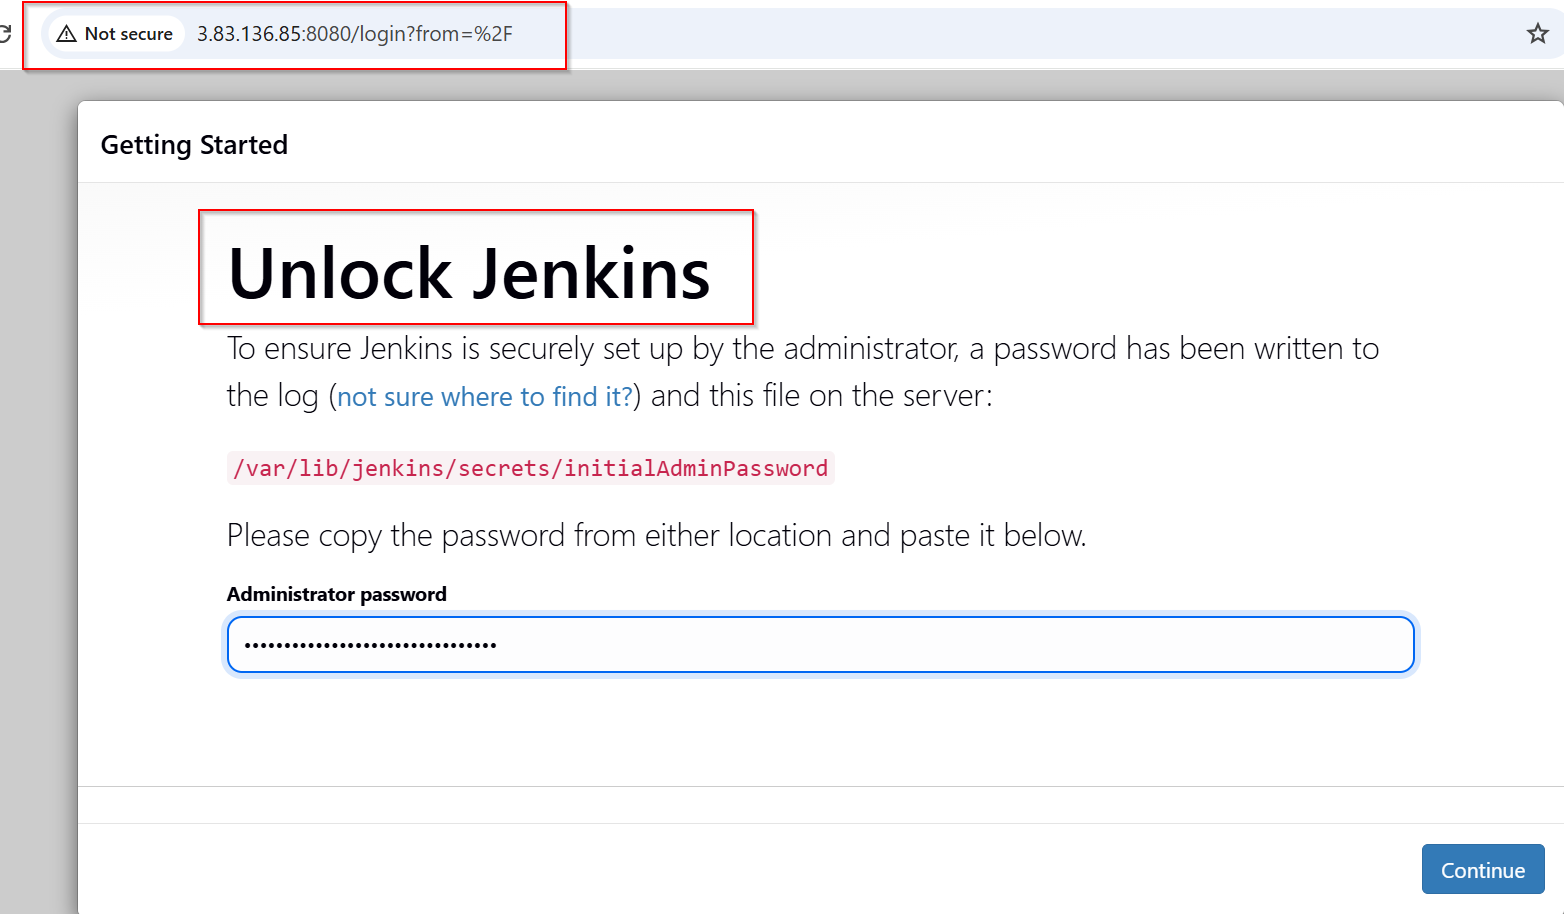 Not secure 3.83.136.85:8080/login?from=%2F
Getting Started
Unlock Jenkins
To ensure Jenkins is securely set up by the administrator, a password has been written to
the log (not sure where to find it?) and this file on the server:
/var/lib/jenkins/secrets/initialAdminPassword
Please copy the password from either location and paste it below.
Administrator password
••••••••••••••••••••••••••••••••
Continue